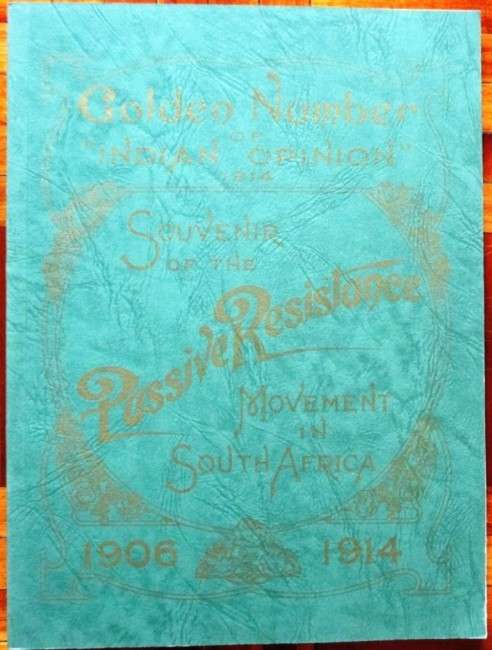 Golden Number
OF
"INDIAN OPINION"
1914
SOUVENIR
OF THE
Passive Resistance
MOVEMENT
IN
SOUTH AFRICA
1906 1914